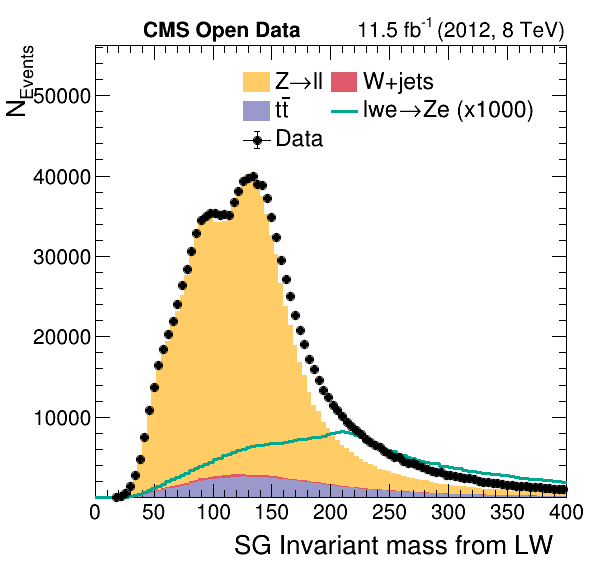 CMS Open Data 11.5 fb⁻¹ (2012, 8 TeV)
N_Events
Z→ll W+jets
tt̄ lwe→Ze (x1000)
Data
50000
40000
30000
20000
10000
0 50 100 150 200 250 300 350 400
SG Invariant mass from LW